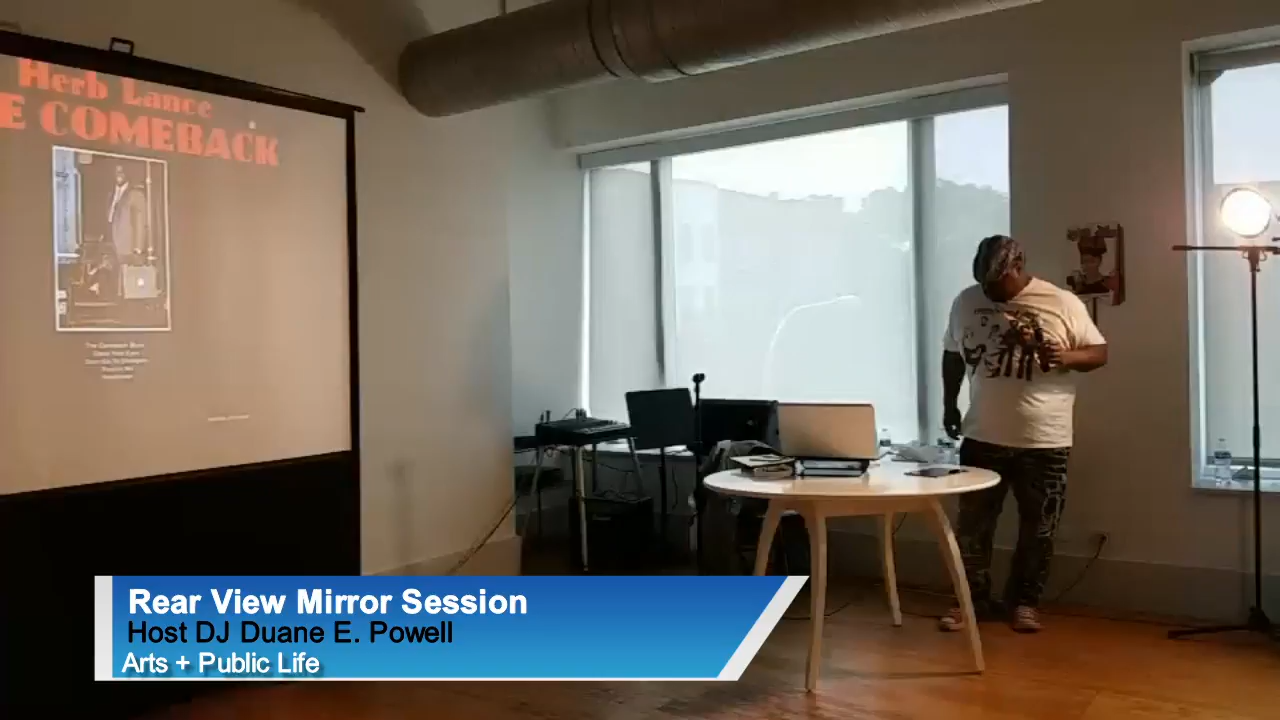 Herb Lance
E COMEBACK
Rear View Mirror Session
Host DJ Duane E. Powell
Arts + Public Life